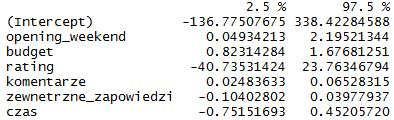 2.5 % 97.5 %
(Intercept) -136.77507675 338.42284588
opening_weekend 0.04934213 2.19521344
budget 0.82314284 1.67681251
rating -40.73531424 23.76346794
komentarze 0.02483633 0.06528315
zewnetrzne_zapowiedzi -0.10402802 0.03977937
czas -0.75151693 0.45205720